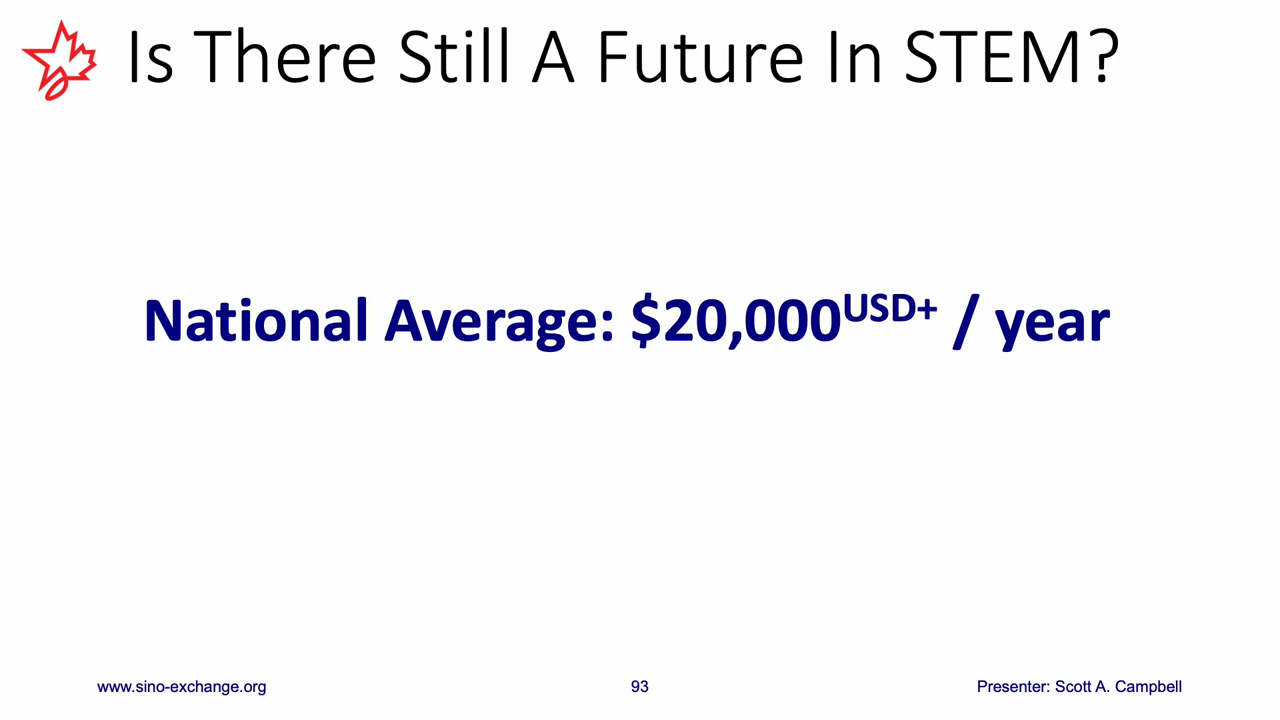 Is There Still A Future In STEM?
National Average: $20,000USD+ / year
www.sino-exchange.org
93
Presenter: Scott A. Campbell